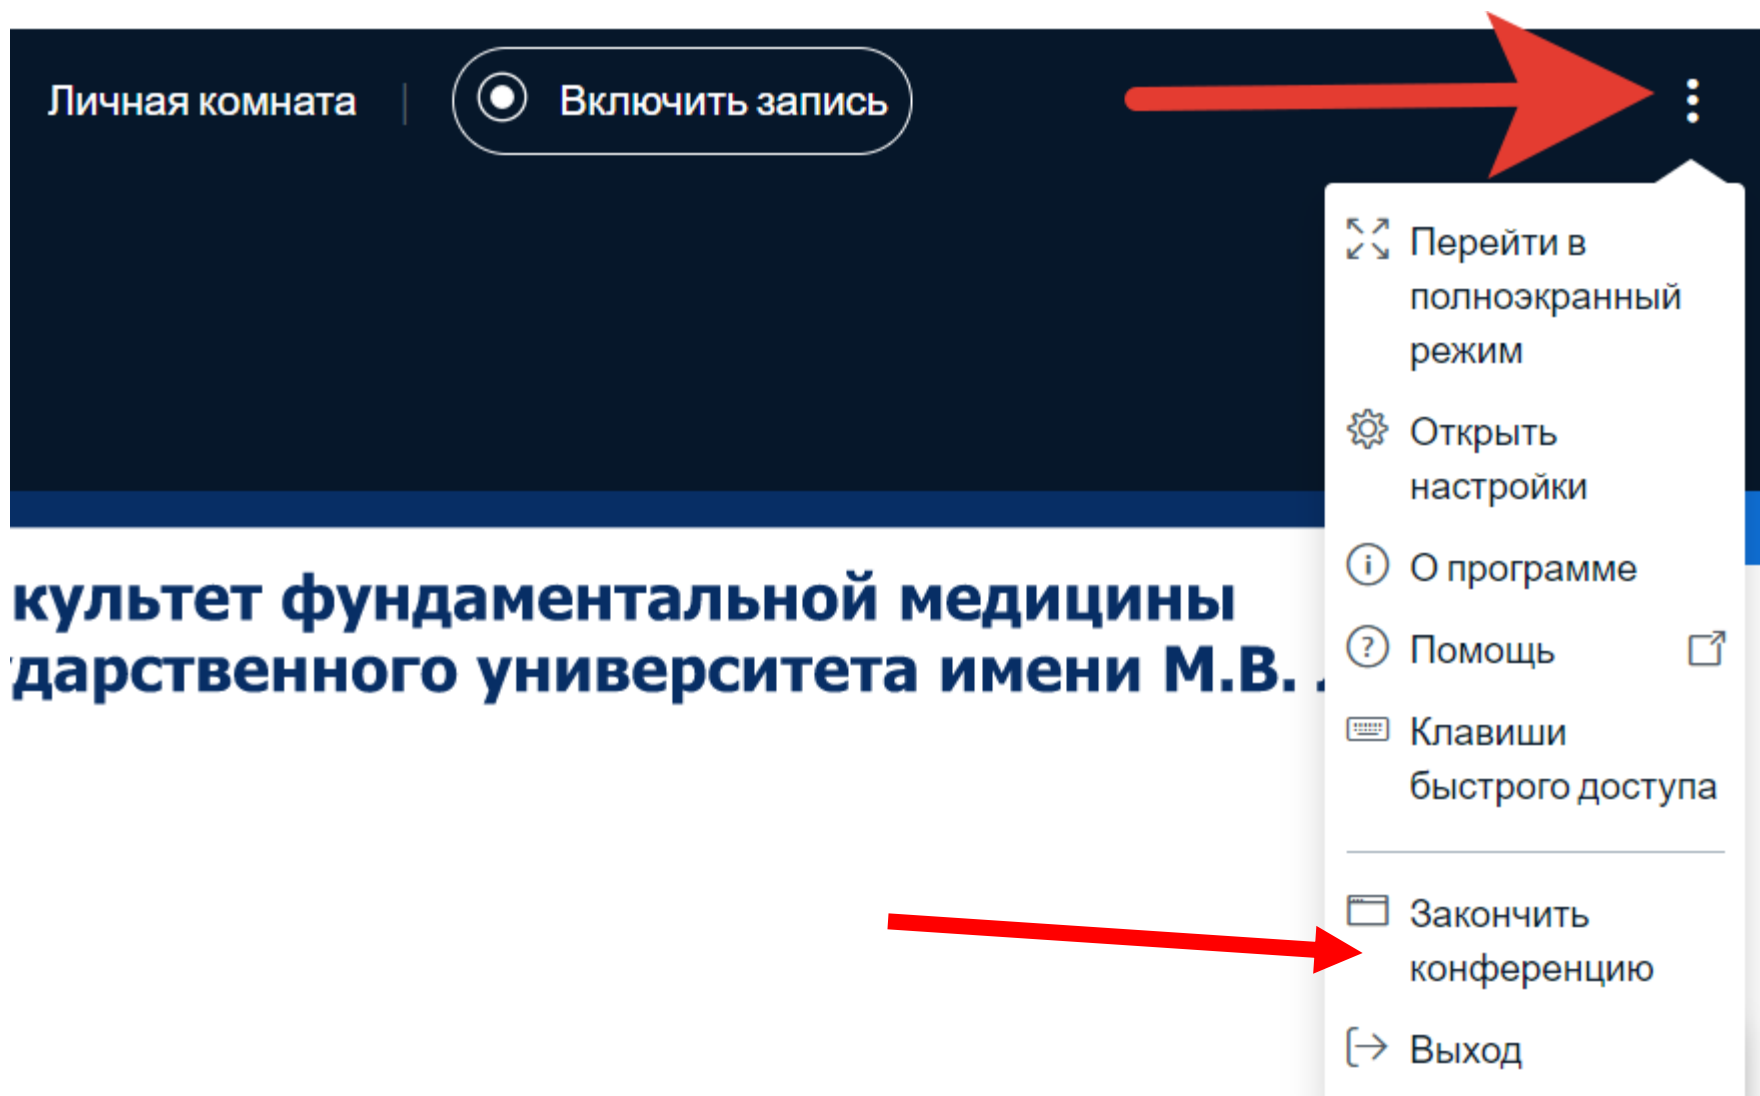 Личная комната
Включить запись
Перейти в
полноэкранный
режим
Открыть
настройки
О программе
Помощь
Клавиши
быстрого доступа
Закончить
конференцию
Выход
культет фундаментальной медицины
дарственного университета имени М.В.